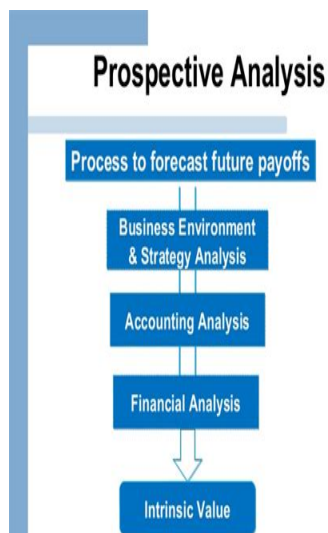 Prospective Analysis
Process to forecast future payoffs
Business Environment
& Strategy Analysis
Accounting Analysis
Financial Analysis
Intrinsic Value